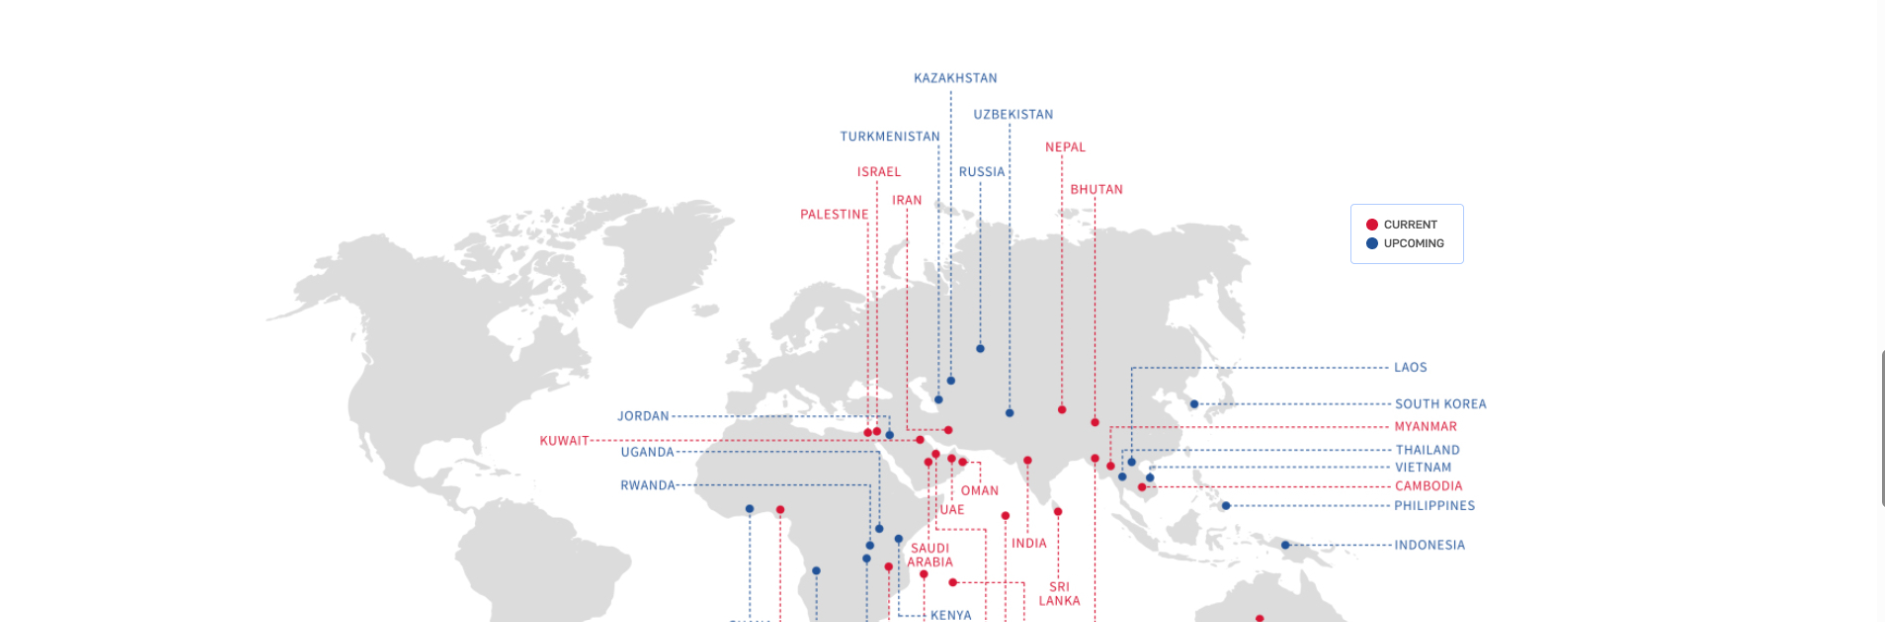 KAZAKHSTAN
UZBEKISTAN
TURKMENISTAN
NEPAL
ISRAEL
RUSSIA
BHUTAN
IRAN
PALESTINE
CURRENT
UPCOMING
LAOS
SOUTH KOREA
JORDAN
MYANMAR
KUWAIT
THAILAND
UGANDA
VIETNAM
RWANDA
CAMBODIA
OMAN
PHILIPPINES
UAE
INDIA
INDONESIA
SAUDI
ARABIA
SRI
LANKA
KENYA